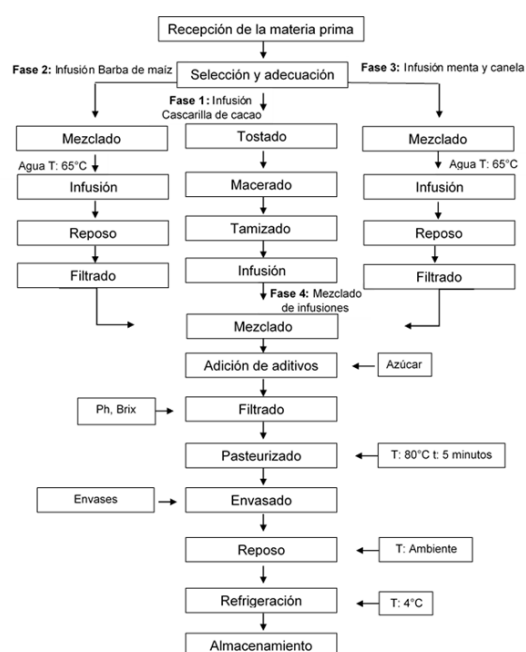 Recepción de la materia prima
Selección y adecuación
Fase 2: Infusión Barba de maíz
Fase 1: Infusión
Cascarilla de cacao
Fase 3: Infusión menta y canela
Mezclado
Agua T: 65°C
Infusión
Reposo
Filtrado
Tostado
Macerado
Tamizado
Infusión
Mezclado
Agua T: 65°C
Infusión
Reposo
Filtrado
Fase 4: Mezclado
de infusiones
Mezclado
Adición de aditivos
Azúcar
Ph, Brix
Filtrado
Pasteurizado
T: 80°C t: 5 minutos
Envases
Envasado
Reposo
T: Ambiente
Refrigeración
T: 4°C
Almacenamiento